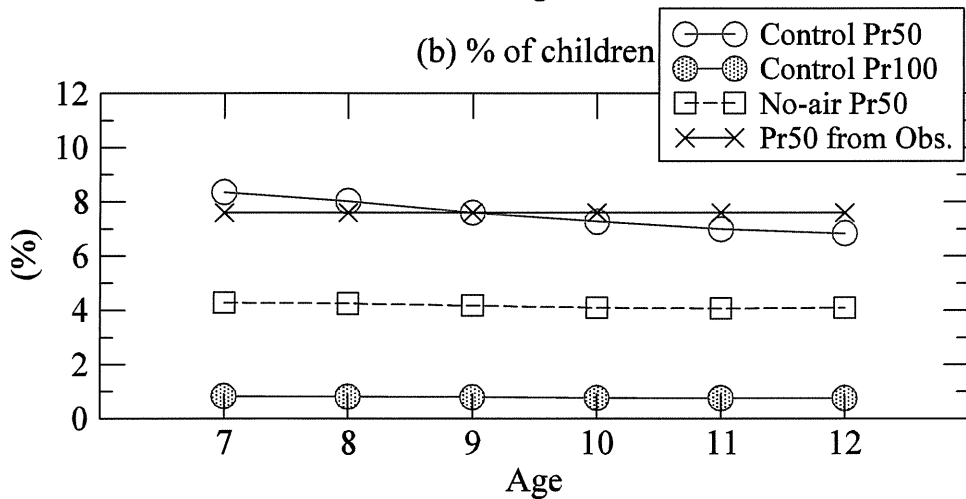 (b) % of children
Control Pr50
Control Pr100
No-air Pr50
Pr50 from Obs.
12
10
8
6
4
2
0
(%)
7 8 9 10 11 12
Age